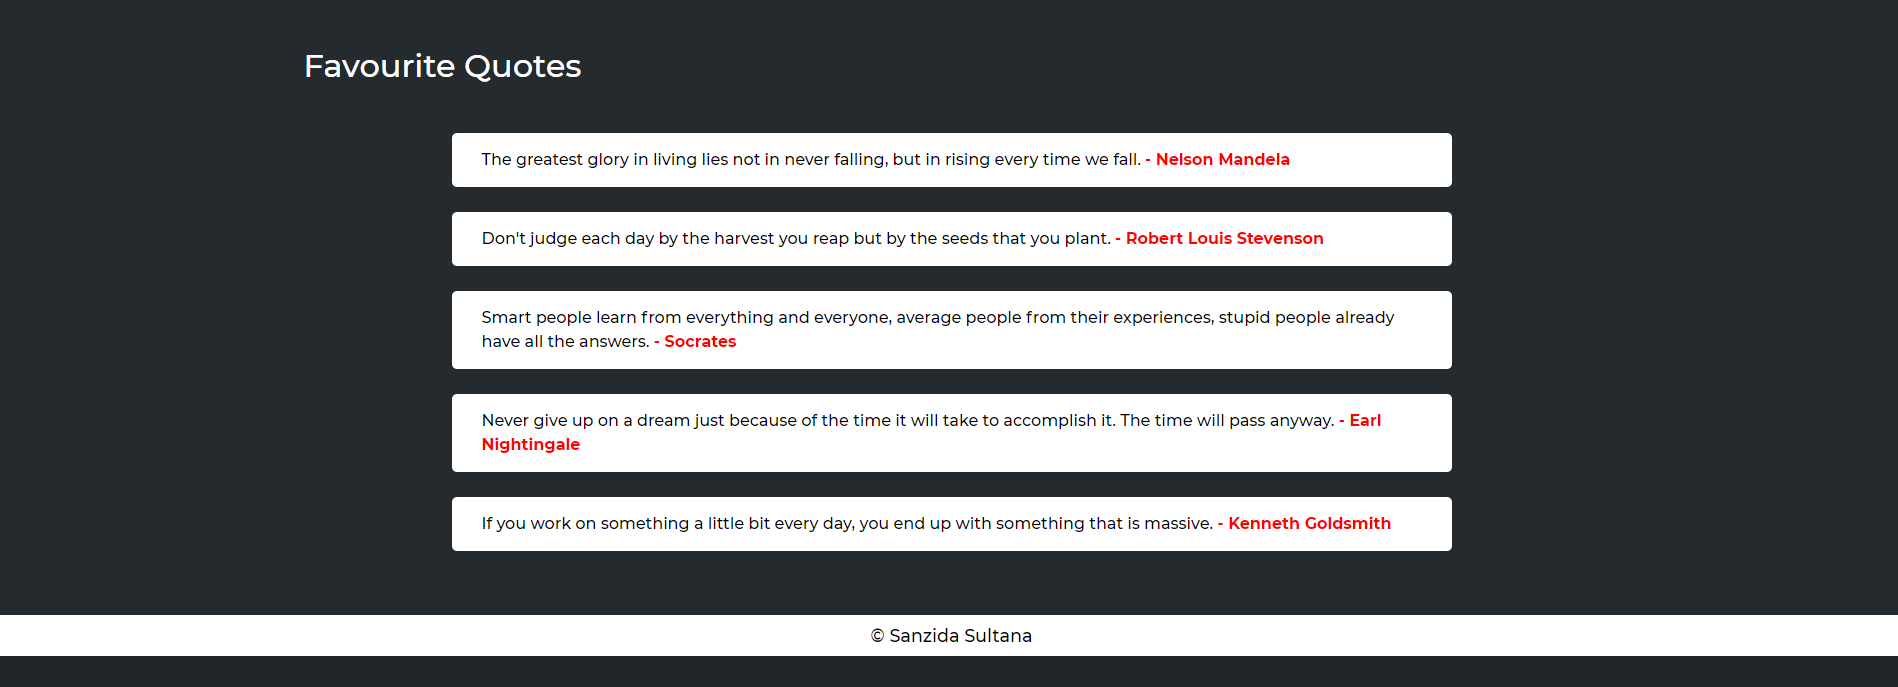 Favourite Quotes
The greatest glory in living lies not in never falling, but in rising every time we fall. - Nelson Mandela
Don't judge each day by the harvest you reap but by the seeds that you plant. - Robert Louis Stevenson
Smart people learn from everything and everyone, average people from their experiences, stupid people already
have all the answers. - Socrates
Never give up on a dream just because of the time it will take to accomplish it. The time will pass anyway. - Earl
Nightingale
If you work on something a little bit every day, you end up with something that is massive. - Kenneth Goldsmith
© Sanzida Sultana